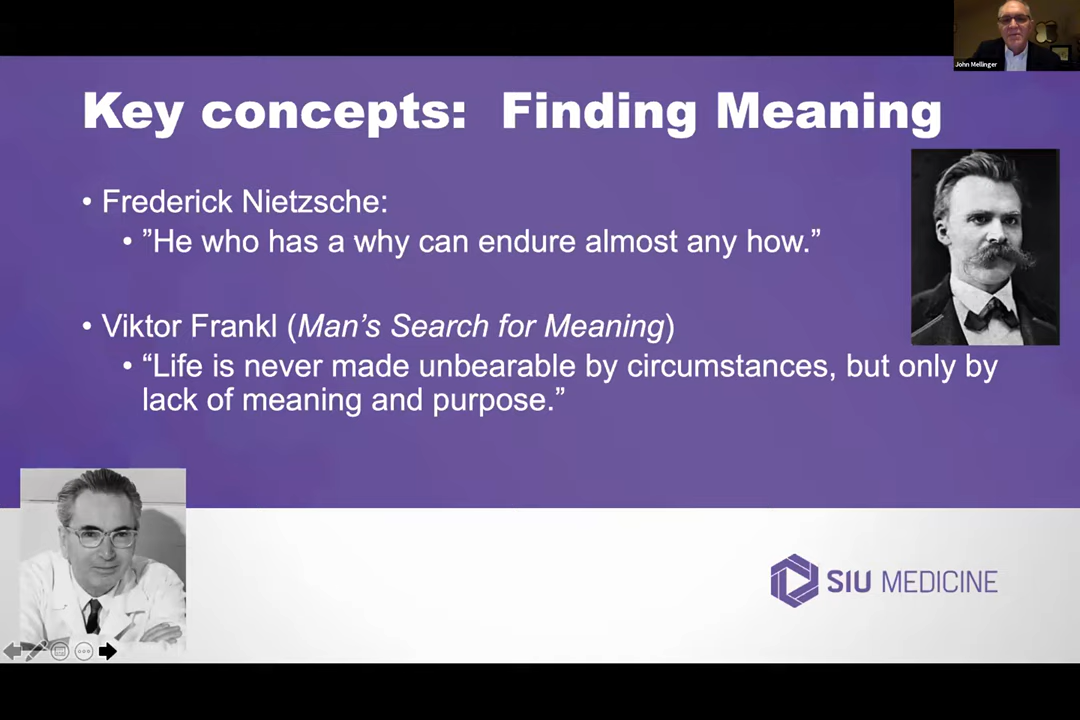 John Mellinger
Key concepts:  Finding Meaning
• Frederick Nietzsche:
• ”He who has a why can endure almost any how.”
• Viktor Frankl (Man’s Search for Meaning)
• “Life is never made unbearable by circumstances, but only by
lack of meaning and purpose.”
SIU MEDICINE